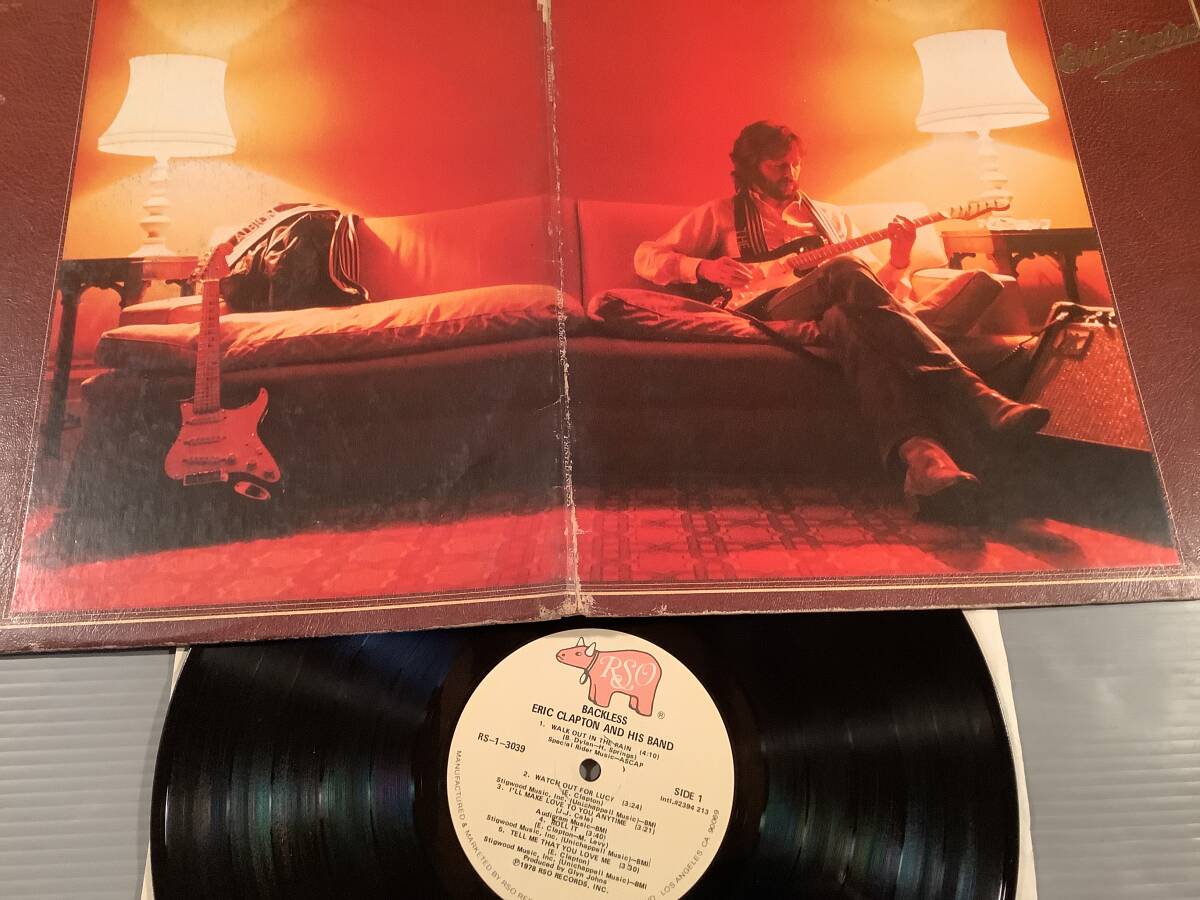 Eric Clapton
ALBION
RSO
®
BACKLESS
ERIC CLAPTON AND HIS BAND
1. WALK OUT IN THE RAIN (4:10)
(B. Dylan-H. Springs)
Special Rider Music-ASCAP
RS-1-3039
SIDE 1
Intl.#2394 213
2. WATCH OUT FOR LUCY (3:24)
(E. Clapton)
Stigwood Music, Inc. (Unichappell Music)-BMI
3. I'LL MAKE LOVE TO YOU ANYTIME (3:21)
(J.J. Cale)
Audigram Music-BMI
4. ROLL IT (3:40)
(E. Clapton-M. Levy)
Stigwood Music, Inc. (Unichappell Music)-BMI
5. TELL ME THAT YOU LOVE ME (3:30)
(E. Clapton)
Stigwood Music, Inc. (Unichappell Music)-BMI
Produced by Glyn Johns
℗1978 RSO RECORDS, INC.
MANUFACTURED & MARKETED BY RSO LOS ANGELES CA 90069